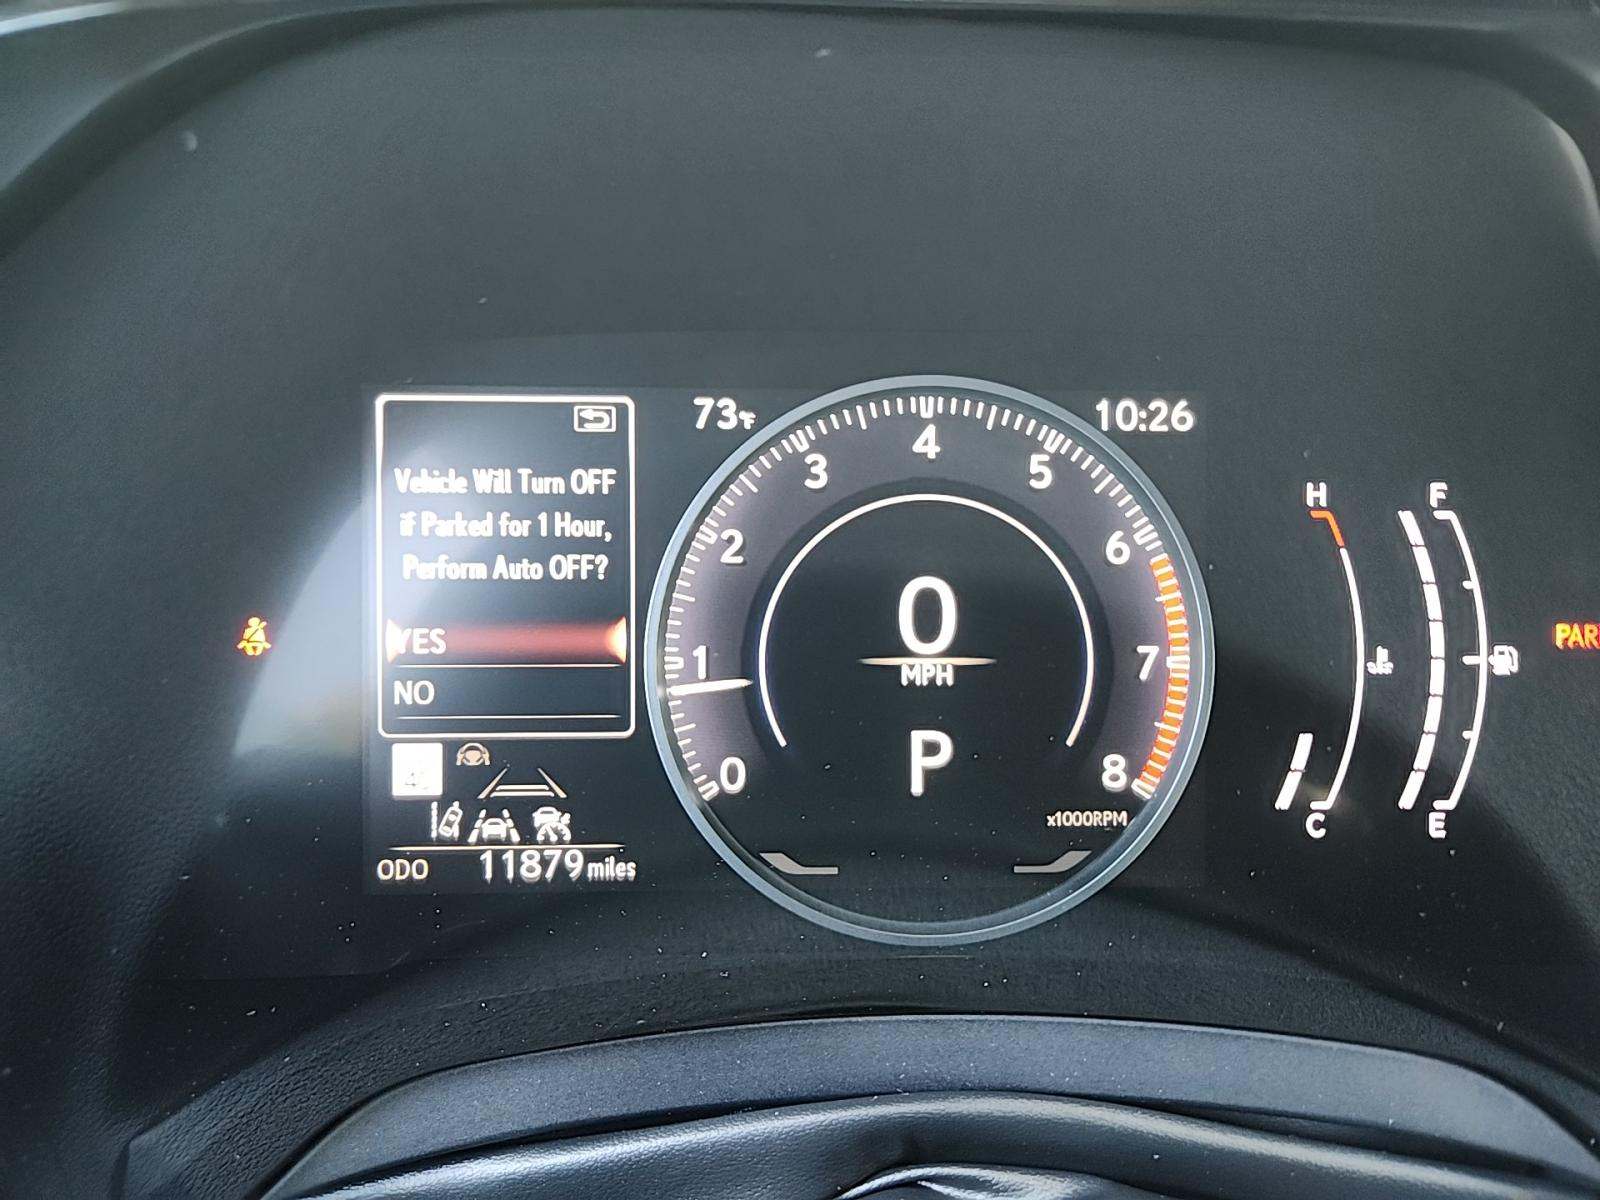 Vehicle Will Turn OFF
if Parked for 1 Hour,
Perform Auto OFF?
YES
NO
ODO 11879 miles
73°F
10:26
0 1 2 3 4 5 6 7 8
0
MPH
P
x1000RPM
H
C
F
E